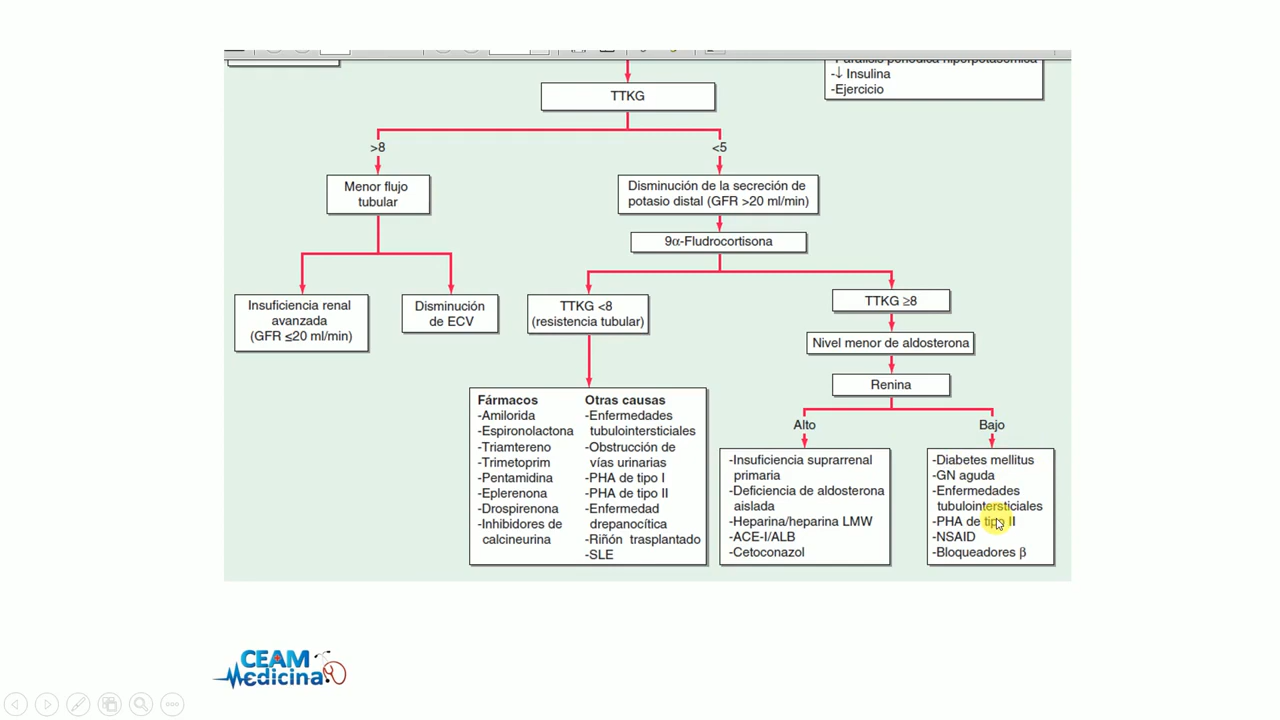 -Parálisis periódica hiperpotasémica
-↓ Insulina
-Ejercicio
TTKG
>8
<5
Menor flujo
tubular
Disminución de la secreción de
potasio distal (GFR >20 ml/min)
9α-Fludrocortisona
Insuficiencia renal
avanzada
(GFR ≤20 ml/min)
Disminución
de ECV
TTKG <8
(resistencia tubular)
TTKG ≥8
Nivel menor de aldosterona
Renina
Alto
Bajo
Fármacos
-Amilorida
-Espironolactona
-Triamtereno
-Trimetoprim
-Pentamidina
-Eplerenona
-Drospirenona
-Inhibidores de
calcineurina
Otras causas
-Enfermedades
tubulointersticiales
-Obstrucción de
vías urinarias
-PHA de tipo I
-PHA de tipo II
-Enfermedad
drepanocítica
-Riñón trasplantado
-SLE
-Insuficiencia suprarrenal
primaria
-Deficiencia de aldosterona
aislada
-Heparina/heparina LMW
-ACE-I/ALB
-Cetoconazol
-Diabetes mellitus
-GN aguda
-Enfermedades
tubulointersticiales
-PHA de tipo II
-NSAID
-Bloqueadores β
CEAM
Medicina